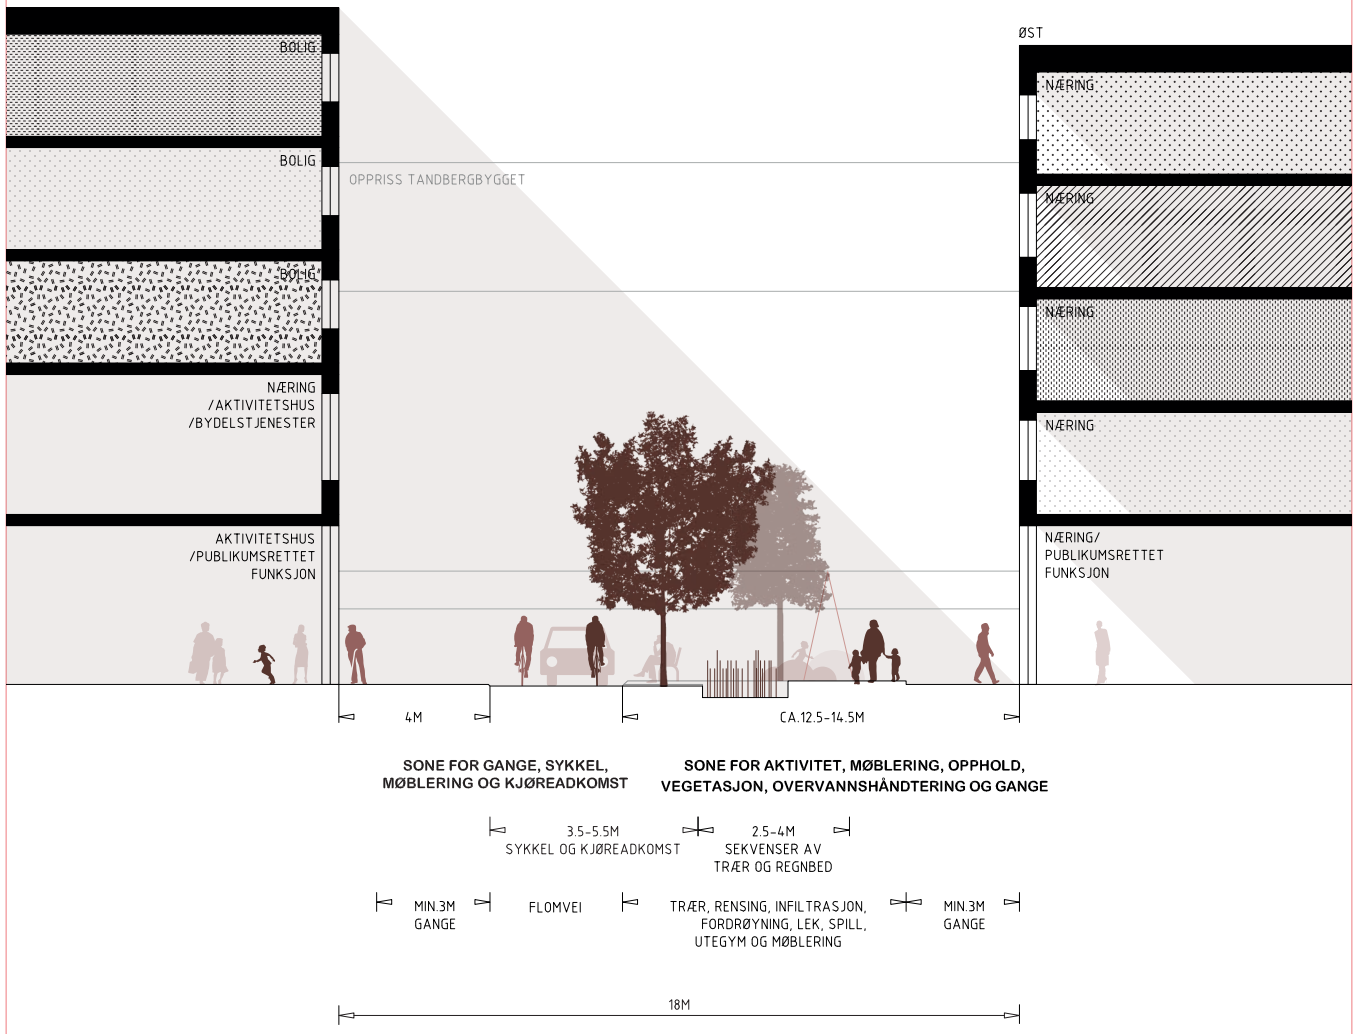 ØST
BOLIG
BOLIG
BOLIG
NÆRING
/AKTIVITETSHUS
/BYDELSTJENESTER
AKTIVITETSHUS
/PUBLIKUMSRETTET
FUNKSJON
OPPRISS TANDBERGBYGGET
NÆRING
NÆRING
NÆRING
NÆRING
NÆRING/
PUBLIKUMSRETTET
FUNKSJON
4M
CA.12.5-14.5M
SONE FOR GANGE, SYKKEL,
MØBLERING OG KJØREADKOMST
SONE FOR AKTIVITET, MØBLERING, OPPHOLD,
VEGETASJON, OVERVANNSHÅNDTERING OG GANGE
3.5-5.5M
SYKKEL OG KJØREADKOMST
2.5-4M
SEKVENSER AV
TRÆR OG REGNBED
MIN.3M
GANGE
FLOMVEI
TRÆR, RENSING, INFILTRASJON,
FORDRØYNING, LEK, SPILL,
UTEGYM OG MØBLERING
MIN.3M
GANGE
18M